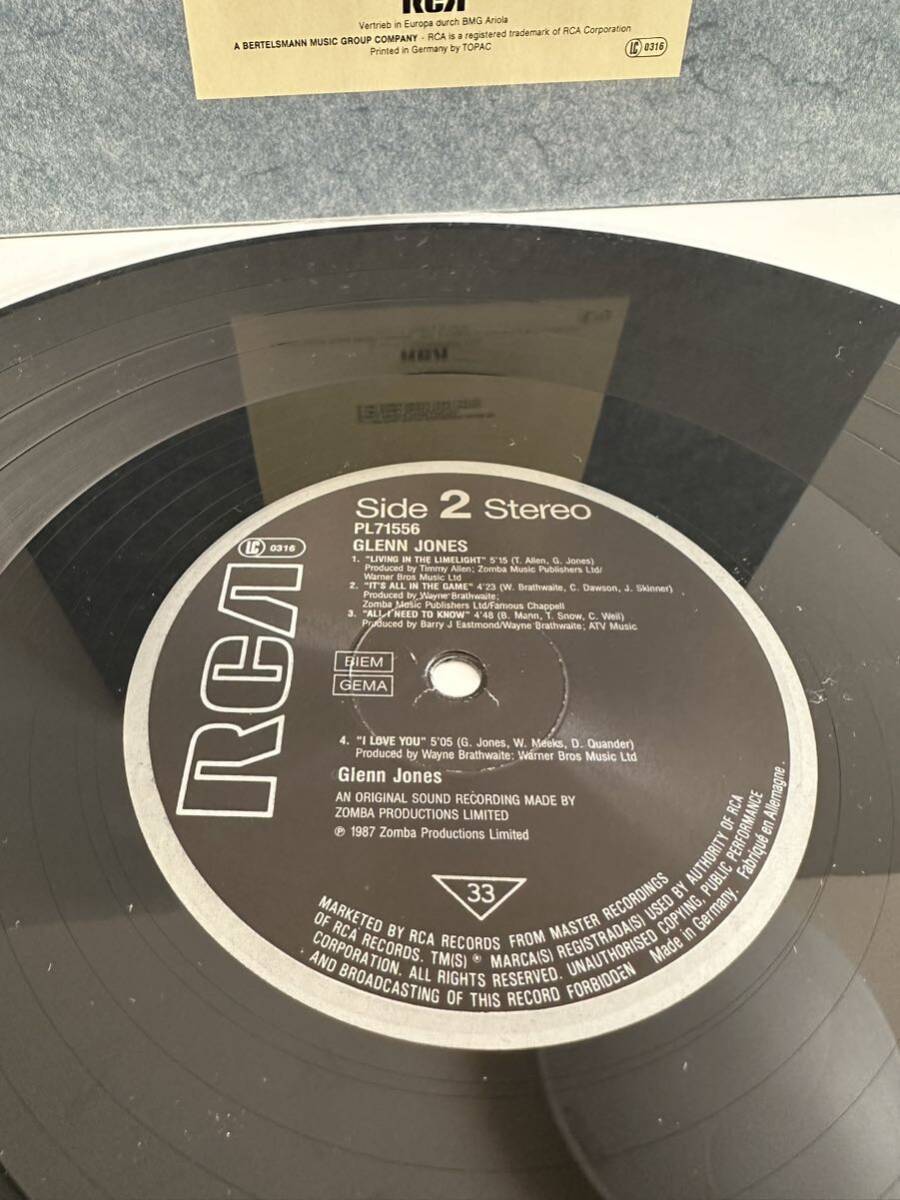 RCA
Vertrieb in Europa durch BMG Ariola
A BERTELSMANN MUSIC GROUP COMPANY · RCA is a registered trademark of RCA Corporation
Printed in Germany by TOPAC
LC 0316
Side 2 Stereo
PL71556
GLENN JONES
LC 0316
RCA
1. "LIVING IN THE LIMELIGHT" 5'15 (T. Allen, G. Jones)
Produced by Timmy Allen; Zomba Music Publishers Ltd/
Warner Bros Music Ltd
2. "IT'S ALL IN THE GAME" 4'23 (W. Brathwaite, C. Dawson, J. Skinner)
Produced by Wayne Brathwaite;
Zomba Music Publishers Ltd/Famous Chappell
3. "ALL I NEED TO KNOW" 4'48 (B. Mann, T. Snow, C. Weil)
Produced by Barry J Eastmond/Wayne Brathwaite; ATV Music
BIEM
GEMA
4. "I LOVE YOU" 5'05 (G. Jones, W. Meeks, D. Quander)
Produced by Wayne Brathwaite: Warner Bros Music Ltd
Glenn Jones
AN ORIGINAL SOUND RECORDING MADE BY
ZOMBA PRODUCTIONS LIMITED
℗ 1987 Zomba Productions Limited
33
MARKETED BY RCA RECORDS FROM MASTER RECORDINGS
OF RCA RECORDS. TM(S) ® MARCA(S) REGISTRADA(S) USED BY AUTHORITY OF RCA
CORPORATION. ALL RIGHTS RESERVED. UNAUTHORISED COPYING, PUBLIC PERFORMANCE
AND BROADCASTING OF THIS RECORD FORBIDDEN Made in Germany. Fabriqué en Allemagne.